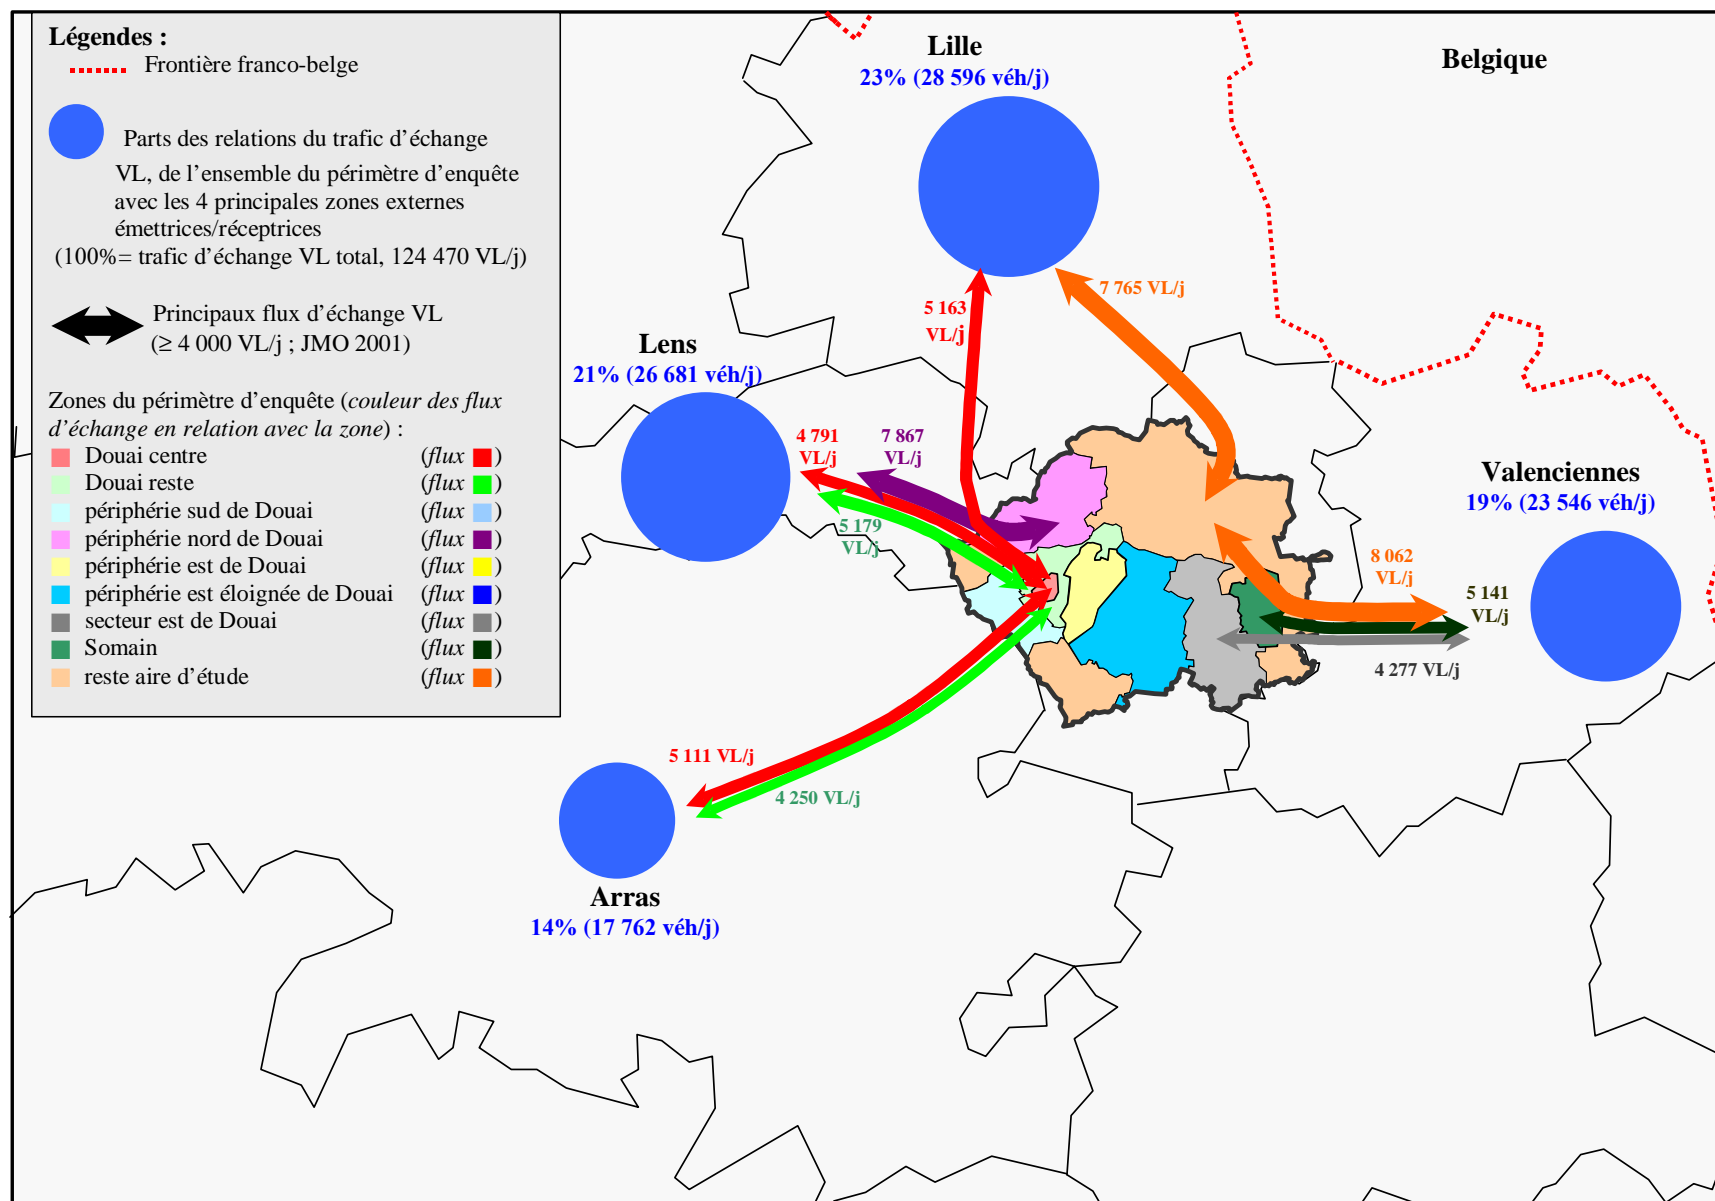 Légendes :
Frontière franco-belge
Parts des relations du trafic d'échange
VL, de l'ensemble du périmètre d'enquête
avec les 4 principales zones externes
émettrices/réceptrices
(100%= trafic d'échange VL total, 124 470 VL/j)
Principaux flux d'échange VL
(≥ 4 000 VL/j ; JMO 2001)
Zones du périmètre d'enquête (couleur des flux
d'échange en relation avec la zone) :
Douai centre (flux )
Douai reste (flux )
périphérie sud de Douai (flux )
périphérie nord de Douai (flux )
périphérie est de Douai (flux )
périphérie est éloignée de Douai (flux )
secteur est de Douai (flux )
Somain (flux )
reste aire d'étude (flux )
Lille
23% (28 596 véh/j)
Belgique
7 765 VL/j
5 163
VL/j
Lens
21% (26 681 véh/j)
4 791
VL/j
7 867
VL/j
5 179
VL/j
Valenciennes
19% (23 546 véh/j)
8 062
VL/j
5 141
VL/j
4 277 VL/j
5 111 VL/j
4 250 VL/j
Arras
14% (17 762 véh/j)